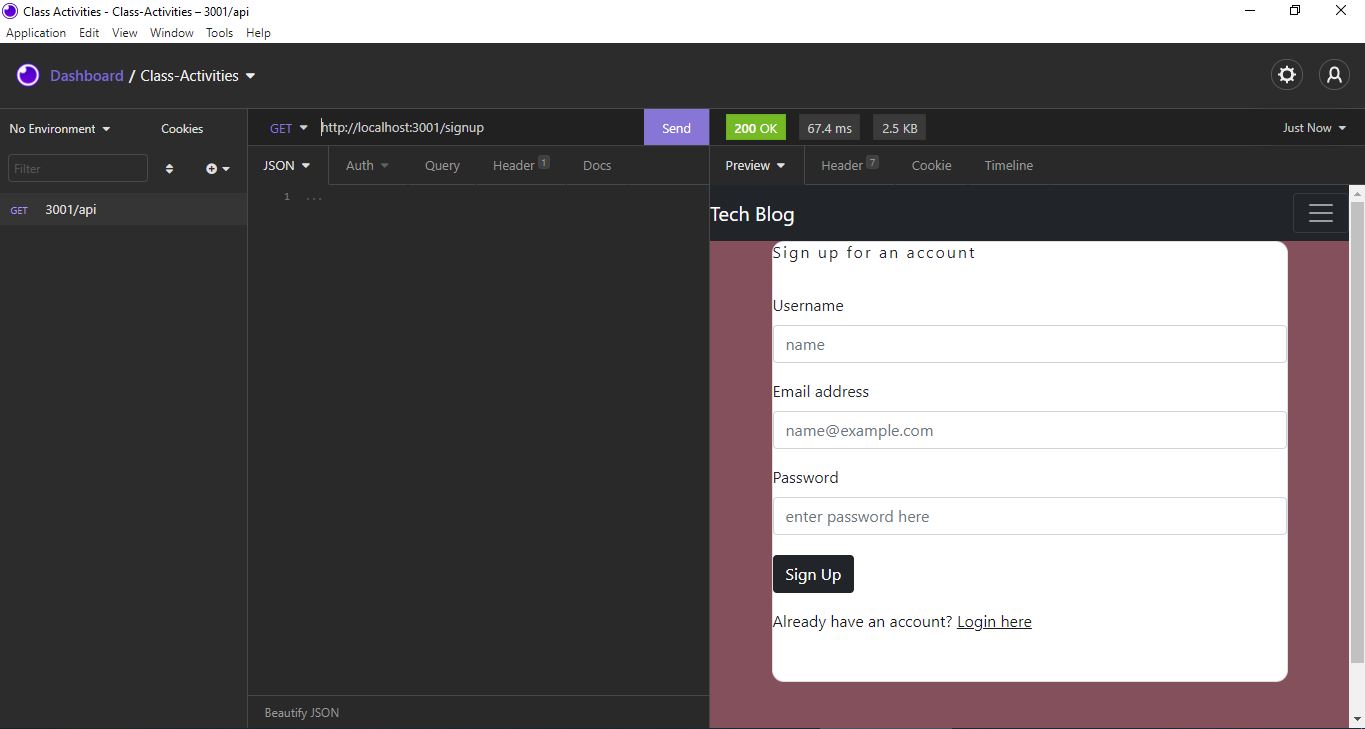 Class Activities - Class-Activities – 3001/api
Application Edit View Window Tools Help
Dashboard / Class-Activities
No Environment
Cookies
Filter
GET 3001/api
GET http://localhost:3001/signup
Send
JSON Auth Query Header 1 Docs
1 ...
Beautify JSON
200 OK 67.4 ms 2.5 KB Just Now
Preview Header 7 Cookie Timeline
Tech Blog
Sign up for an account
Username
name
Email address
name@example.com
Password
enter password here
Sign Up
Already have an account? Login here